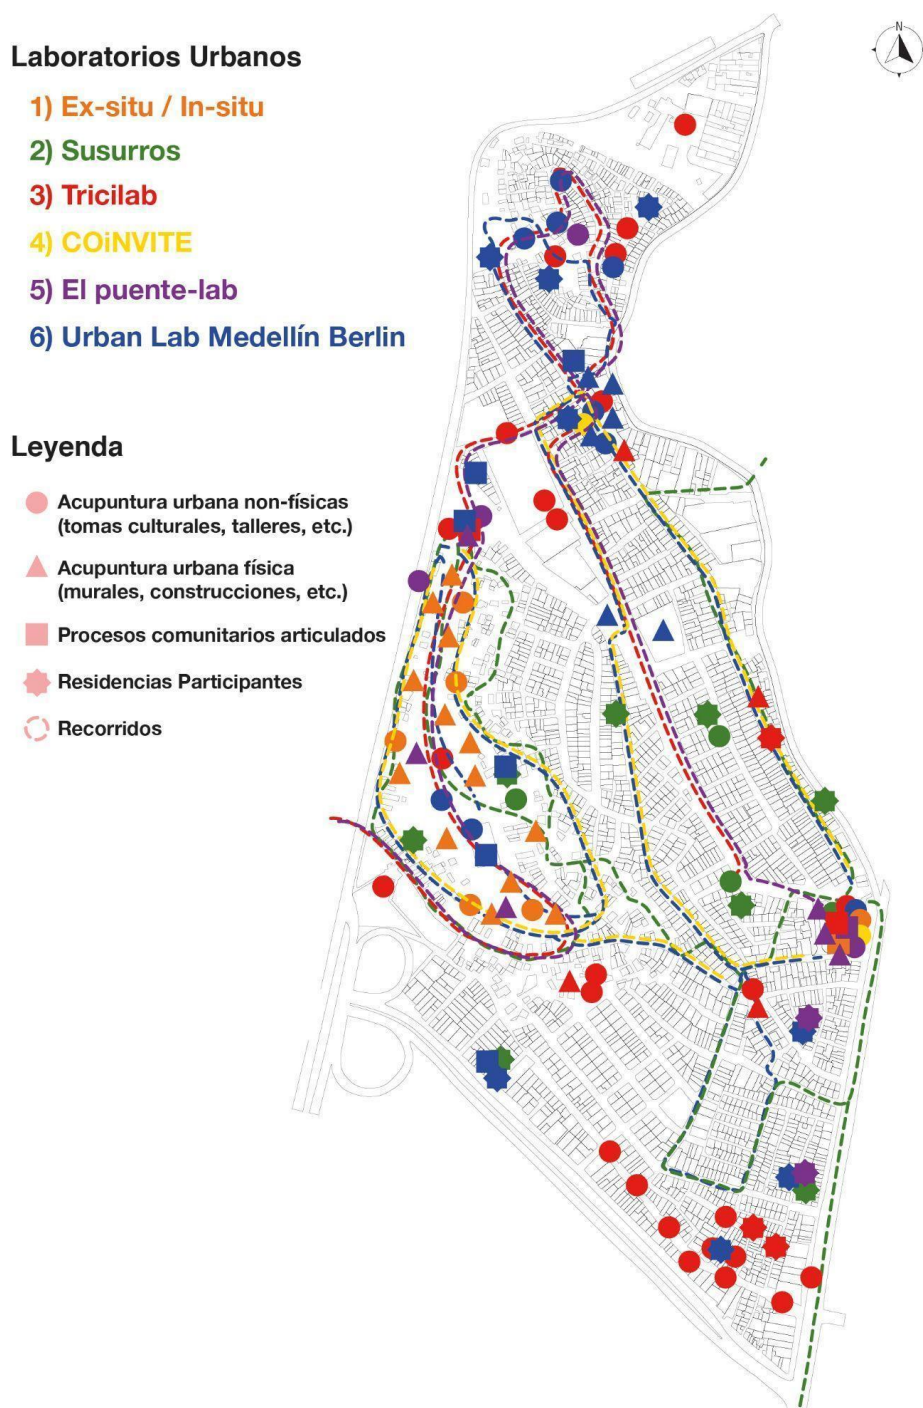 N
Laboratorios Urbanos
1) Ex-situ / In-situ
2) Susurros
3) Tricilab
4) COiNVITE
5) El puente-lab
6) Urban Lab Medellín Berlin
Leyenda
Acupuntura urbana non-físicas
(tomas culturales, talleres, etc.)
Acupuntura urbana física
(murales, construcciones, etc.)
Procesos comunitarios articulados
Residencias Participantes
Recorridos